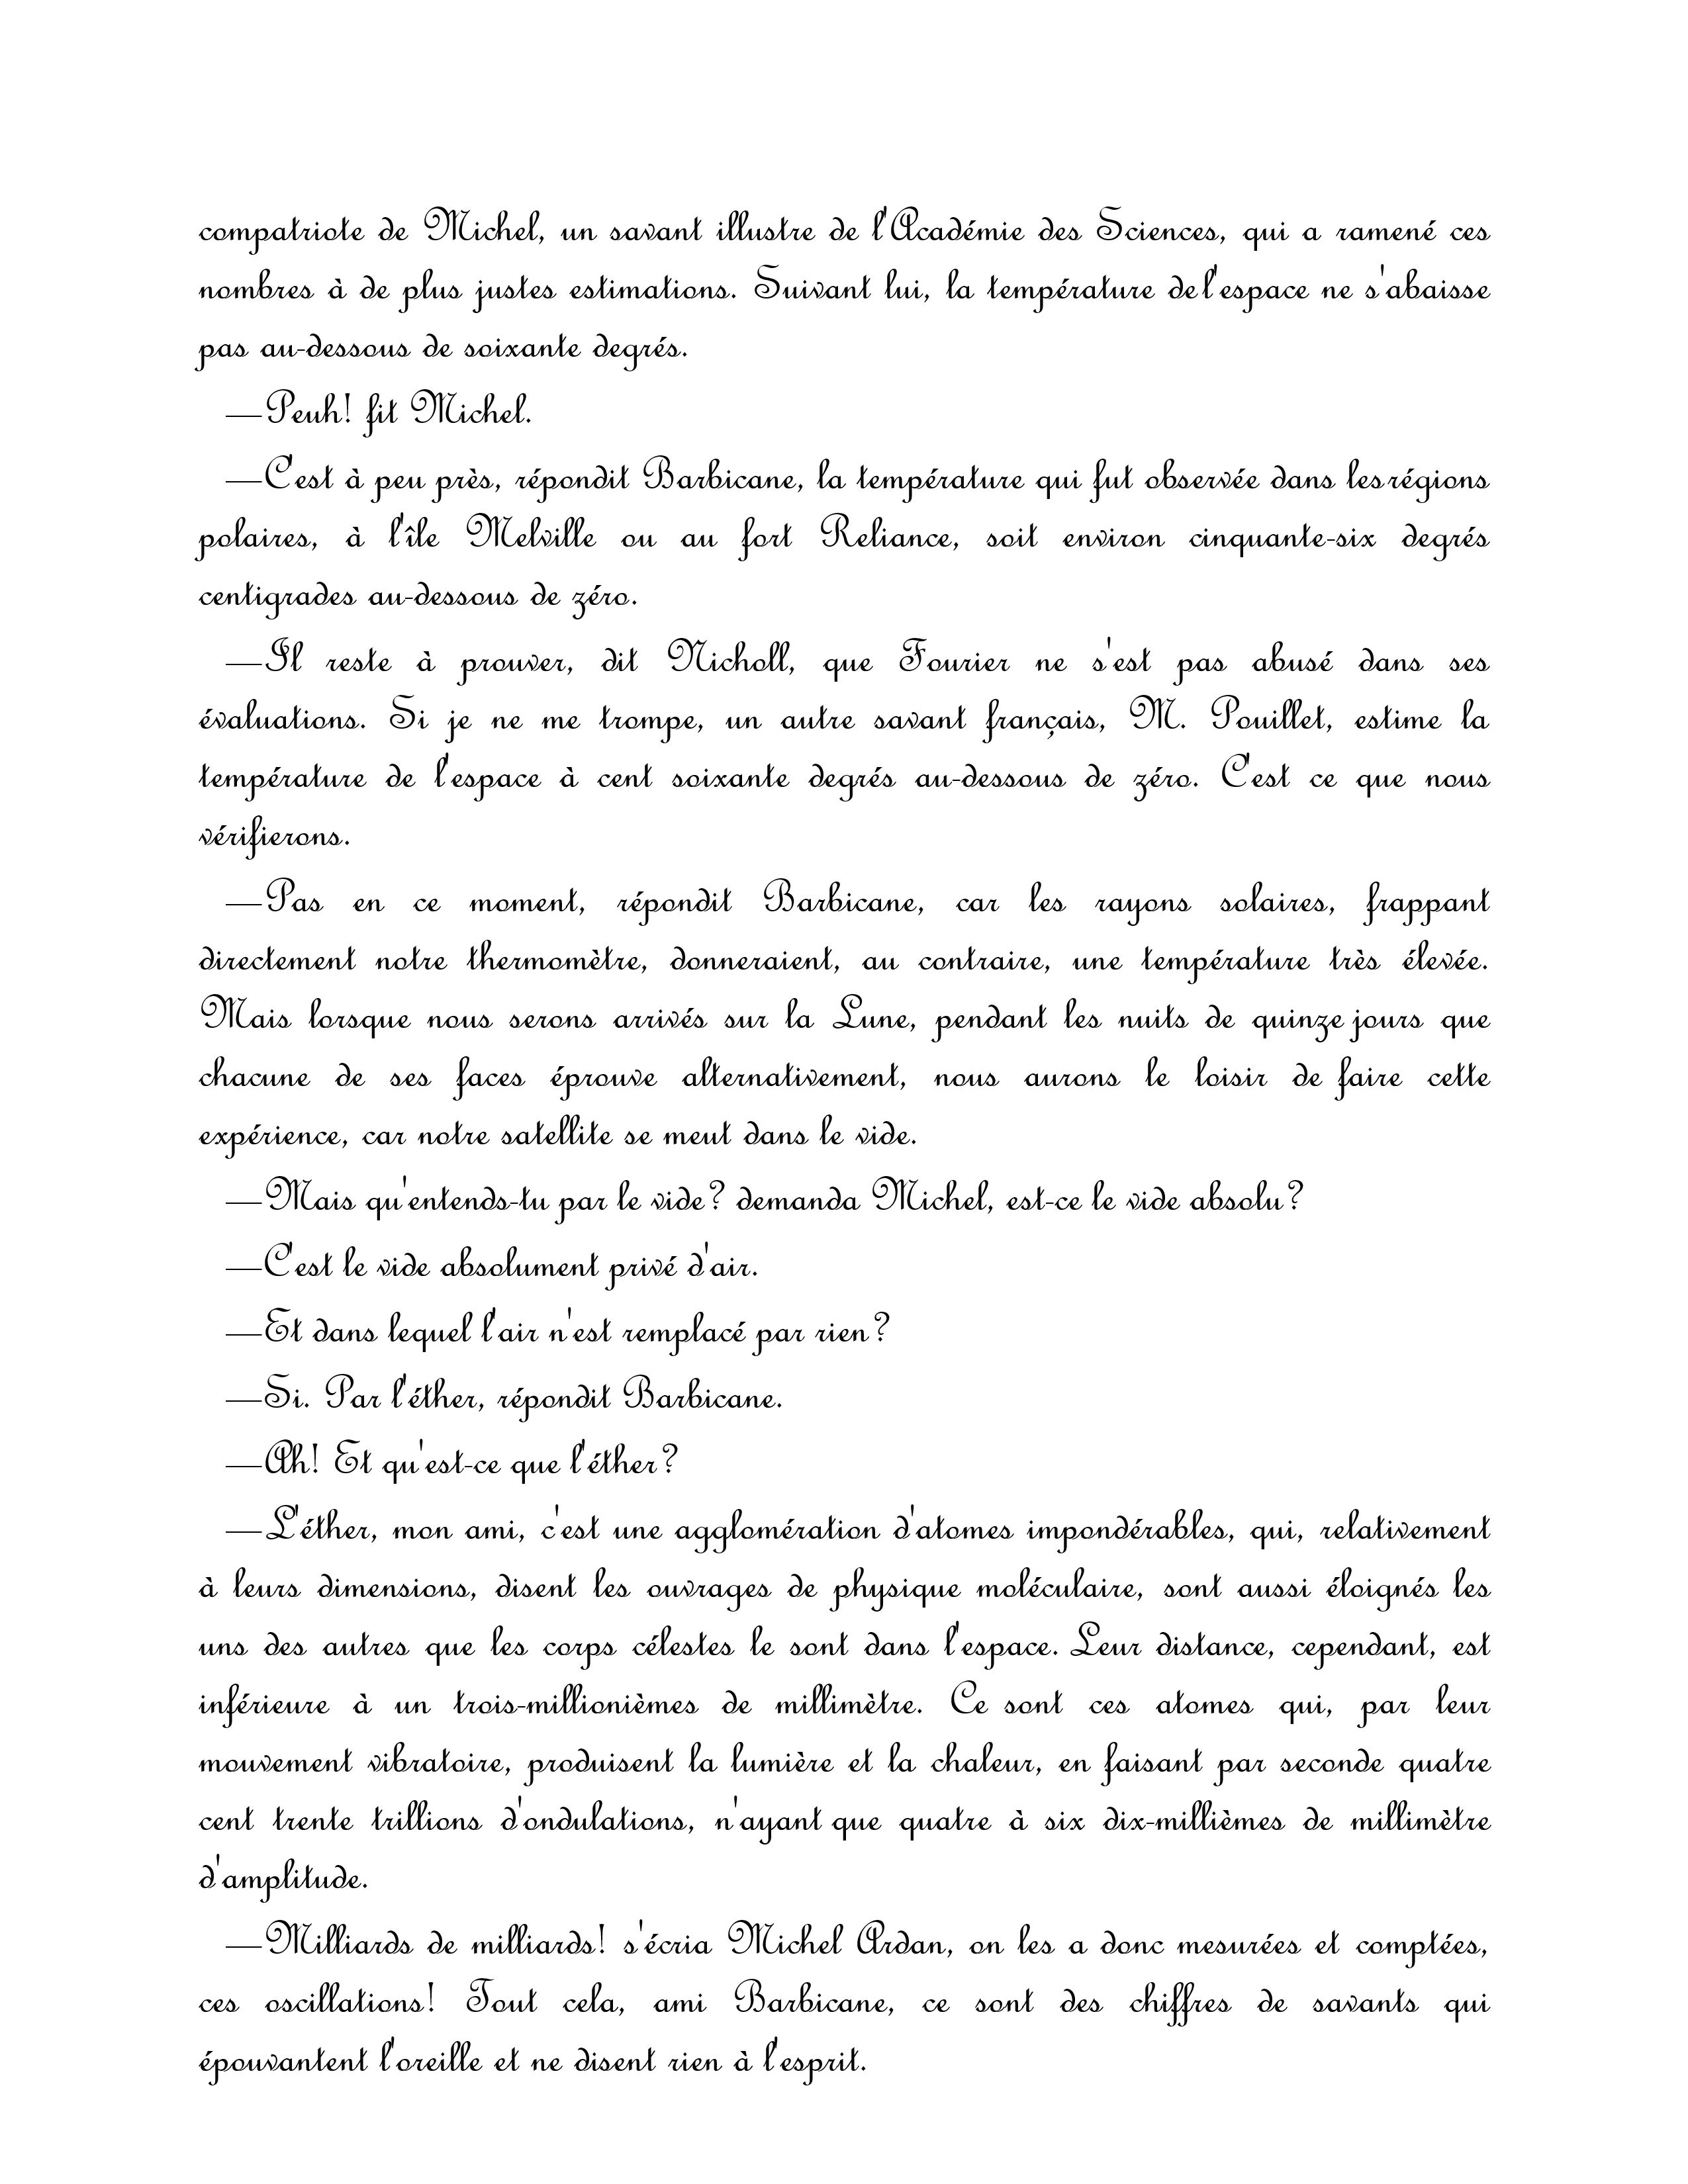 compatriote de Michel, un savant illustre de l'Académie des Sciences, qui a ramené ces
nombres à de plus justes estimations. Suivant lui, la température de l'espace ne s'abaisse
pas au-dessous de soixante degrés.
—Peuh! fit Michel.
—C'est à peu près, répondit Barbicane, la température qui fut observée dans les régions
polaires, à l'île Melville ou au fort Reliance, soit environ cinquante-six degrés
centigrades au-dessous de zéro.
—Il reste à prouver, dit Nicholl, que Fourier ne s'est pas abusé dans ses
évaluations. Si je ne me trompe, un autre savant français, M. Pouillet, estime la
température de l'espace à cent soixante degrés au-dessous de zéro. C'est ce que nous
vérifierons.
—Pas en ce moment, répondit Barbicane, car les rayons solaires, frappant
directement notre thermomètre, donneraient, au contraire, une température très élevée.
Mais lorsque nous serons arrivés sur la Lune, pendant les nuits de quinze jours que
chacune de ses faces éprouve alternativement, nous aurons le loisir de faire cette
expérience, car notre satellite se meut dans le vide.
—Mais qu'entends-tu par le vide? demanda Michel, est-ce le vide absolu?
—C'est le vide absolument privé d'air.
—Et dans lequel l'air n'est remplacé par rien?
—Si. Par l'éther, répondit Barbicane.
—Ah! Et qu'est-ce que l'éther?
—L'éther, mon ami, c'est une agglomération d'atomes impondérables, qui, relativement
à leurs dimensions, disent les ouvrages de physique moléculaire, sont aussi éloignés les
uns des autres que les corps célestes le sont dans l'espace. Leur distance, cependant, est
inférieure à un trois-millionièmes de millimètre. Ce sont ces atomes qui, par leur
mouvement vibratoire, produisent la lumière et la chaleur, en faisant par seconde quatre
cent trente trillions d'ondulations, n'ayant que quatre à six dix-millièmes de millimètre
d'amplitude.
—Milliards de milliards! s'écria Michel Ardan, on les a donc mesurées et comptées,
ces oscillations! Tout cela, ami Barbicane, ce sont des chiffres de savants qui
épouvantent l'oreille et ne disent rien à l'esprit.